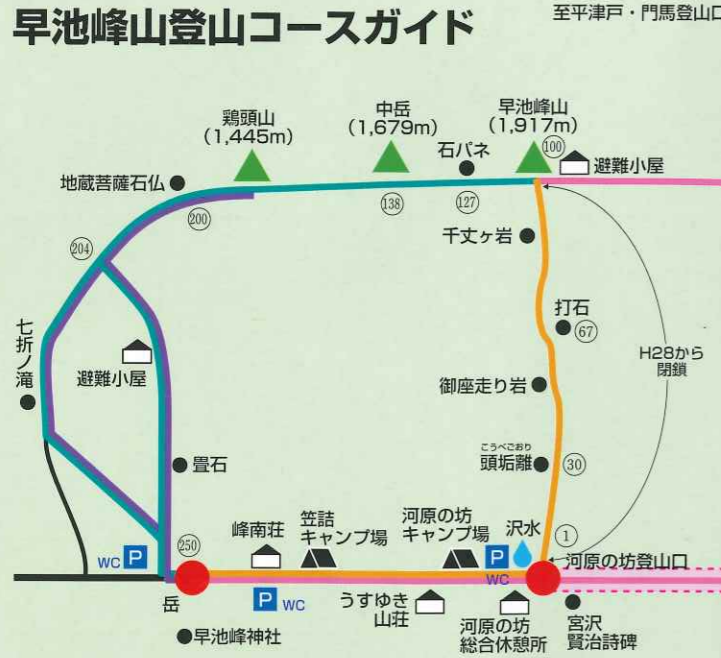 早池峰山登山コースガイド
至平津戸・門馬登山口
鶏頭山
(1,445m)
中岳
(1,679m)
早池峰山
(1,917m)
100
石パネ
避難小屋
地蔵菩薩石仏
200
138
127
204
千丈ヶ岩
打石
67
七折ノ滝
避難小屋
H28から
閉鎖
御座走り岩
こうべごおり
頭垢離
30
畳石
1
250
峰南荘
笠詰
キャンプ場
河原の坊
キャンプ場
沢水
WC P
P
WC
河原の坊登山口
岳
P WC
うすゆき
山荘
河原の坊
総合休憩所
宮沢
賢治詩碑
早池峰神社